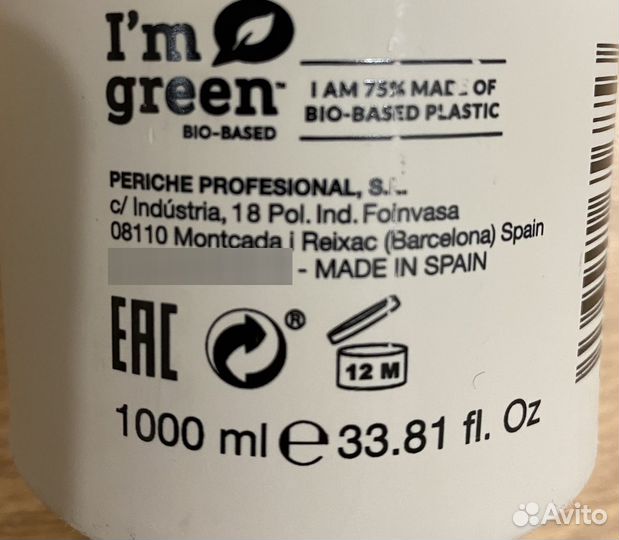 I'm
green™
BIO-BASED
I AM 75% MADE OF
BIO-BASED PLASTIC
PERICHE PROFESIONAL, S.L.
c/ Indústria, 18 Pol. Ind. Foinvasa
08110 Montcada i Reixac (Barcelona) Spain
- MADE IN SPAIN
EAC
®
12 M
1000 ml ℮ 33.81 fl. Oz
Avito